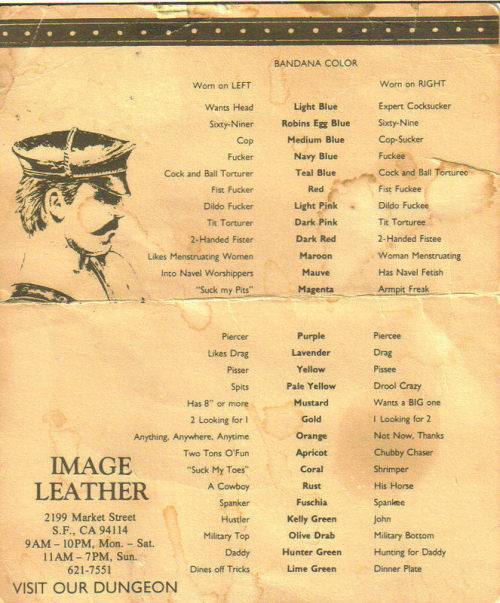 BANDANA COLOR
Worn on LEFT Worn on RIGHT
Wants Head Light Blue Expert Cocksucker
Sixty-Niner Robins Egg Blue Sixty-Nine
Cop Medium Blue Cop-Sucker
Fucker Navy Blue Fuckee
Cock and Ball Torturer Teal Blue Cock and Ball Torturee
Fist Fucker Red Fist Fuckee
Dildo Fucker Light Pink Dildo Fuckee
Tit Torturer Dark Pink Tit Torturee
2-Handed Fister Dark Red 2-Handed Fistee
Likes Menstruating Women Maroon Woman Menstruating
Into Navel Worshippers Mauve Has Navel Fetish
"Suck my Pits" Magenta Armpit Freak
Piercer Purple Piercee
Likes Drag Lavender Drag
Pisser Yellow Pissee
Spits Pale Yellow Drool Crazy
Has 8" or more Mustard Wants a BIG one
2 Looking for 1 Gold 1 Looking for 2
Anything, Anywhere, Anytime Orange Not Now, Thanks
Two Tons O'Fun Apricot Chubby Chaser
"Suck My Toes" Coral Shrimper
A Cowboy Rust His Horse
Spanker Fuschia Spankee
Hustler Kelly Green John
Military Top Olive Drab Military Bottom
Daddy Hunter Green Hunting for Daddy
Dines off Tricks Lime Green Dinner Plate
IMAGE
LEATHER
2199 Market Street
S.F., CA 94114
9AM - 10PM, Mon. - Sat.
11AM - 7PM, Sun.
621-7551
VISIT OUR DUNGEON